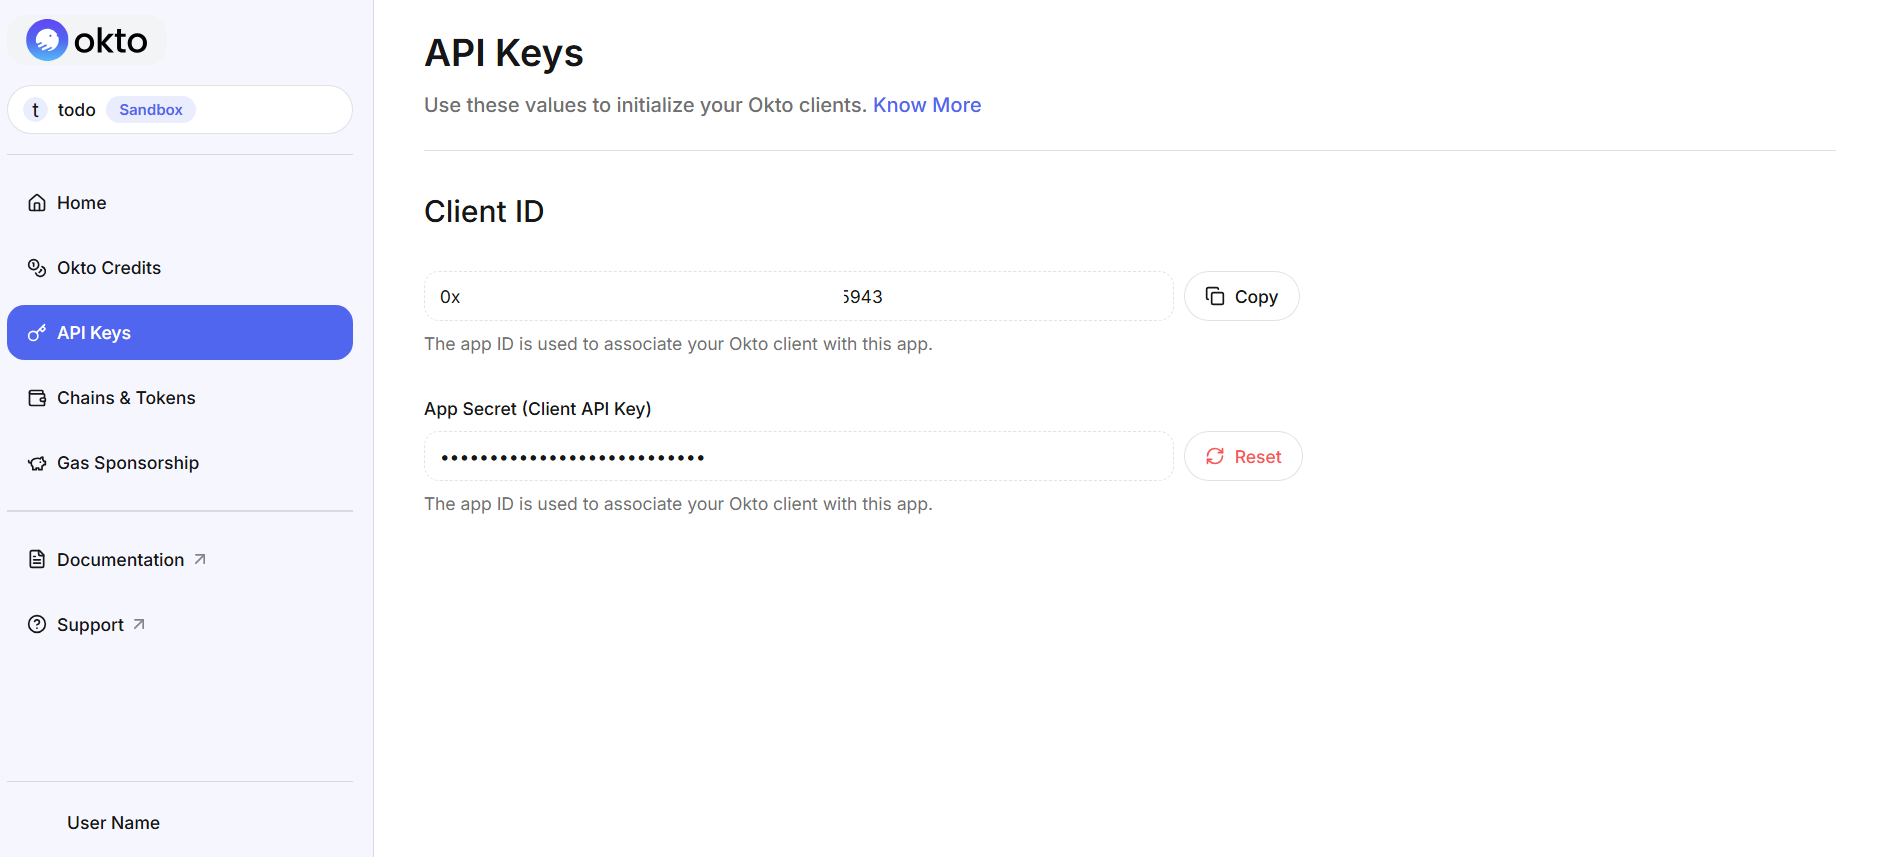 okto
t todo Sandbox
Home
Okto Credits
API Keys
Chains & Tokens
Gas Sponsorship
Documentation
Support
User Name
API Keys
Use these values to initialize your Okto clients. Know More
Client ID
0x 5943
Copy
The app ID is used to associate your Okto client with this app.
App Secret (Client API Key)
•••••••••••••••••••••••••••
Reset
The app ID is used to associate your Okto client with this app.